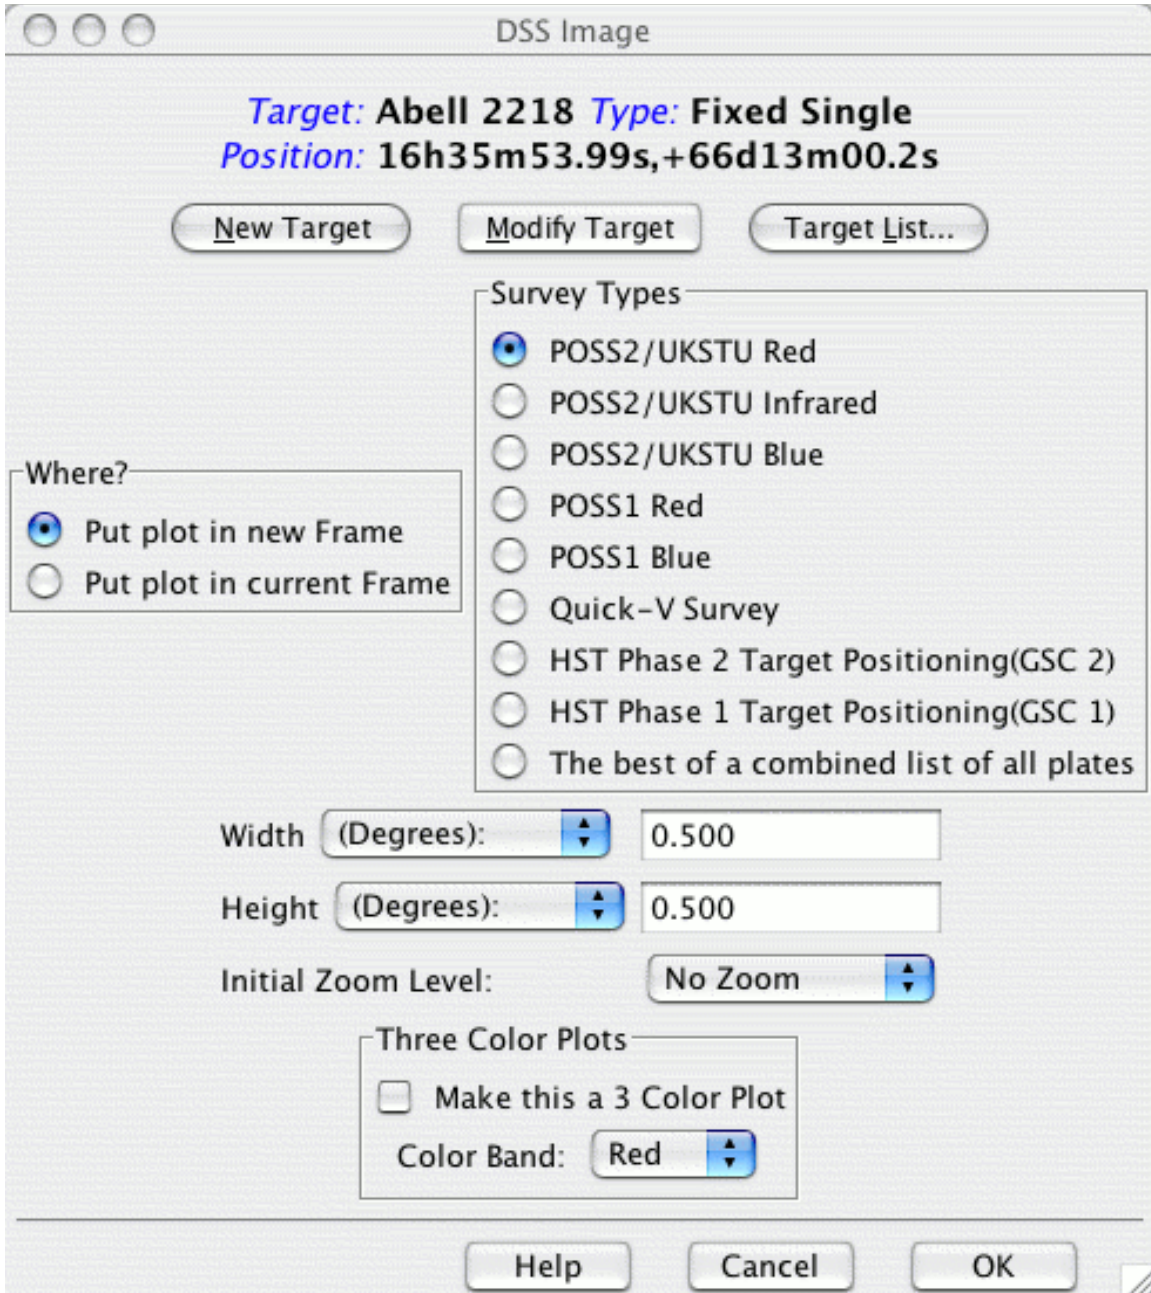 DSS Image
Target: Abell 2218 Type: Fixed Single
Position: 16h35m53.99s,+66d13m00.2s
New Target Modify Target Target List...
Survey Types
POSS2/UKSTU Red
POSS2/UKSTU Infrared
POSS2/UKSTU Blue
POSS1 Red
POSS1 Blue
Quick-V Survey
HST Phase 2 Target Positioning(GSC 2)
HST Phase 1 Target Positioning(GSC 1)
The best of a combined list of all plates
Where?
Put plot in new Frame
Put plot in current Frame
Width (Degrees): 0.500
Height (Degrees): 0.500
Initial Zoom Level: No Zoom
Three Color Plots
Make this a 3 Color Plot
Color Band: Red
Help Cancel OK